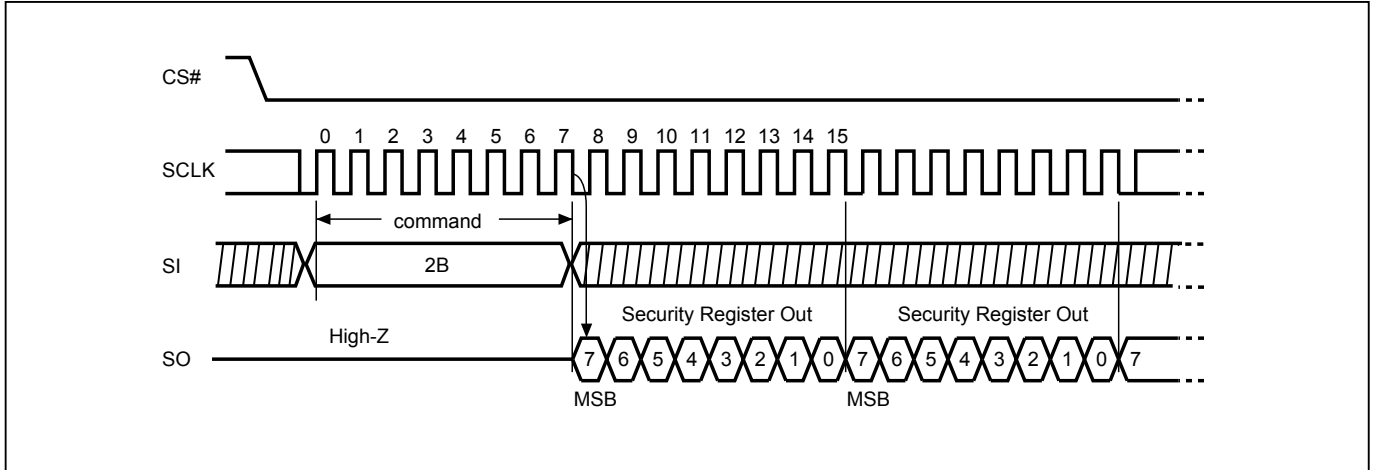 CS#
0 1 2 3 4 5 6 7 8 9 10 11 12 13 14 15
SCLK
command
SI
2B
Security Register Out Security Register Out
High-Z
SO
7 6 5 4 3 2 1 0 7 6 5 4 3 2 1 0 7
MSB MSB